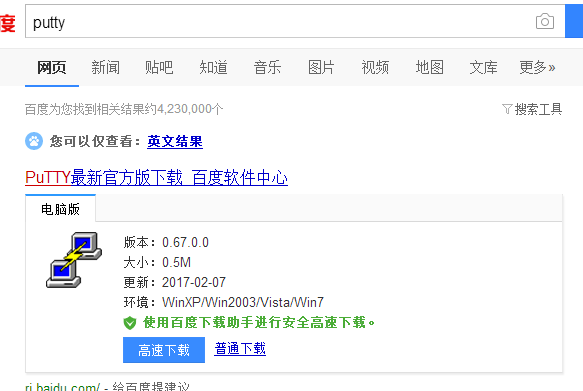 度
putty
网页 新闻 贴吧 知道 音乐 图片 视频 地图 文库 更多»
百度为您找到相关结果约4,230,000个 搜索工具
您可以仅查看：英文结果
PuTTY最新官方版下载_百度软件中心
电脑版
版本：0.67.0.0
大小：0.5M
更新：2017-02-07
环境：WinXP/Win2003/Vista/Win7
使用百度下载助手进行安全高速下载。
高速下载 普通下载
rj.baidu.com/ - 给百度提建议